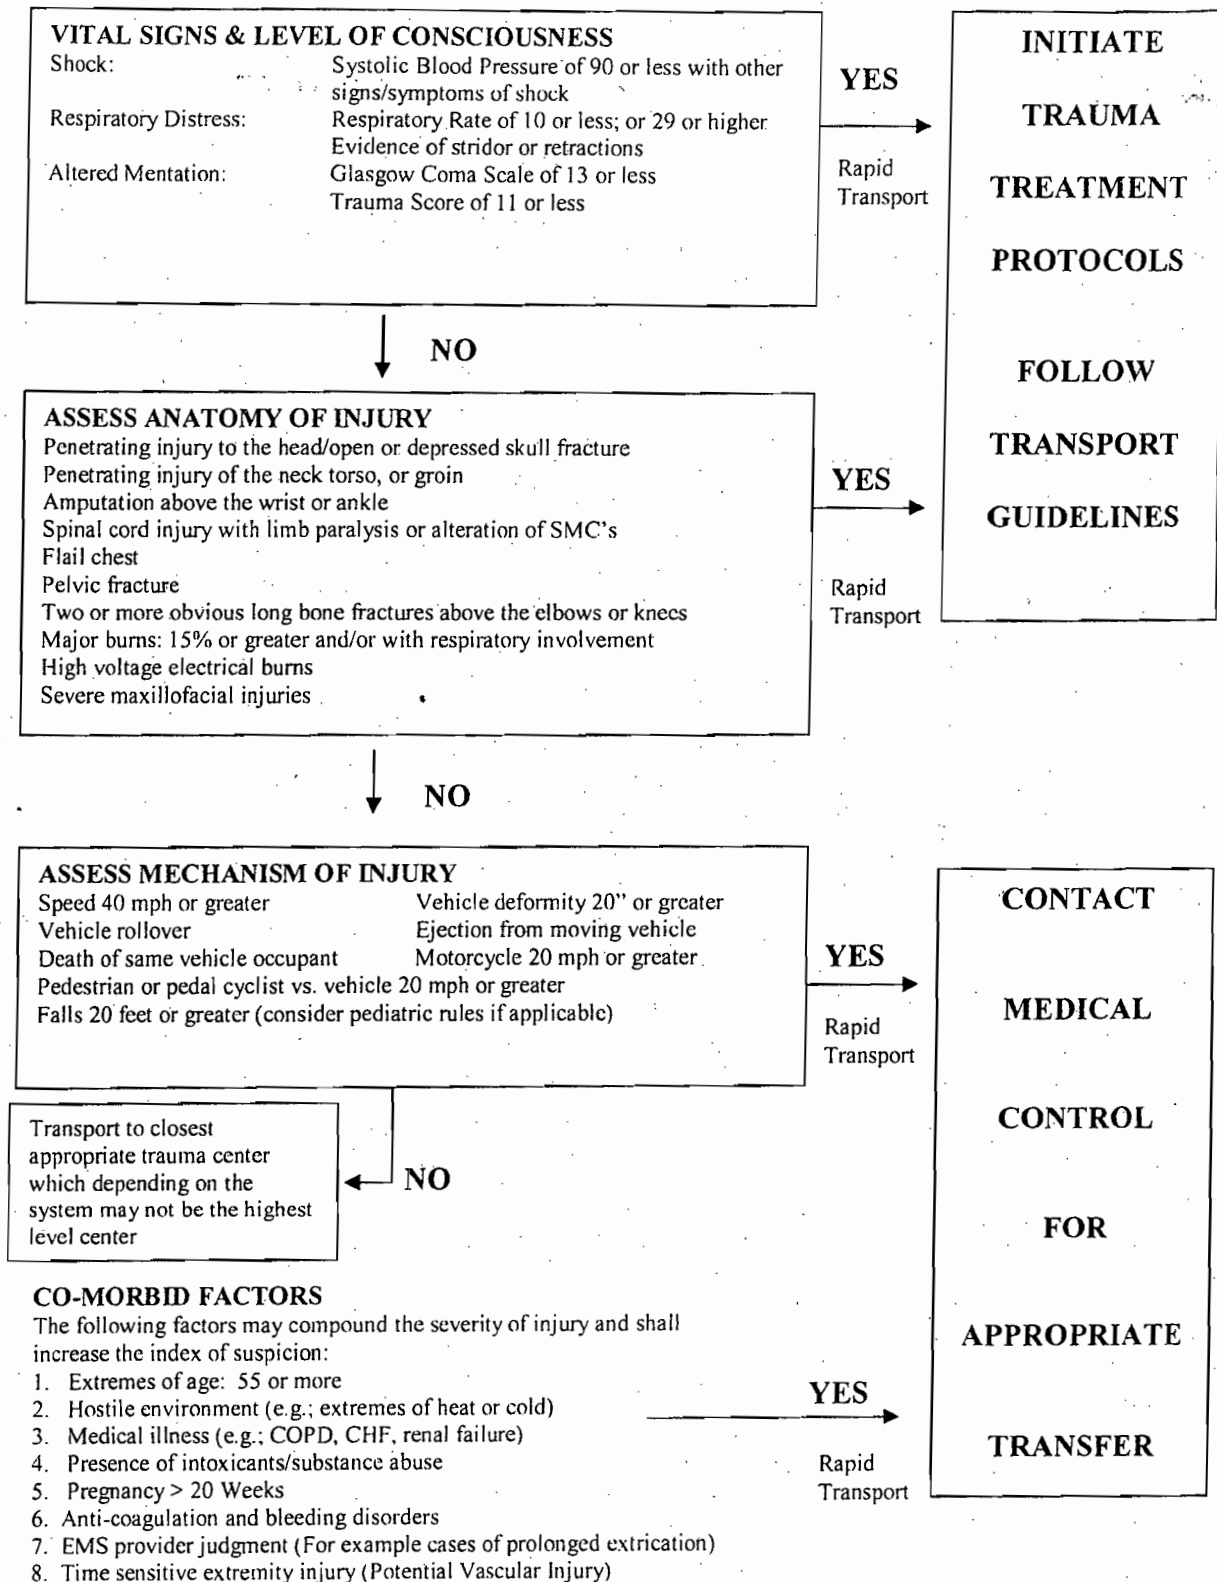 VITAL SIGNS & LEVEL OF CONSCIOUSNESS
Shock: Systolic Blood Pressure of 90 or less with other
signs/symptoms of shock
Respiratory Distress: Respiratory Rate of 10 or less; or 29 or higher
Evidence of stridor or retractions
Altered Mentation: Glasgow Coma Scale of 13 or less
Trauma Score of 11 or less
YES
Rapid
Transport
INITIATE
TRAUMA
TREATMENT
PROTOCOLS
FOLLOW
TRANSPORT
GUIDELINES
NO
ASSESS ANATOMY OF INJURY
Penetrating injury to the head/open or depressed skull fracture
Penetrating injury of the neck torso, or groin
Amputation above the wrist or ankle
Spinal cord injury with limb paralysis or alteration of SMC's
Flail chest
Pelvic fracture
Two or more obvious long bone fractures above the elbows or knees
Major burns: 15% or greater and/or with respiratory involvement
High voltage electrical burns
Severe maxillofacial injuries
YES
Rapid
Transport
NO
ASSESS MECHANISM OF INJURY
Speed 40 mph or greater Vehicle deformity 20" or greater
Vehicle rollover Ejection from moving vehicle
Death of same vehicle occupant Motorcycle 20 mph or greater
Pedestrian or pedal cyclist vs. vehicle 20 mph or greater
Falls 20 feet or greater (consider pediatric rules if applicable)
YES
Rapid
Transport
CONTACT
MEDICAL
CONTROL
FOR
APPROPRIATE
TRANSFER
Transport to closest
appropriate trauma center
which depending on the
system may not be the highest
level center
NO
CO-MORBID FACTORS
The following factors may compound the severity of injury and shall
increase the index of suspicion:
1. Extremes of age: 55 or more
2. Hostile environment (e.g.; extremes of heat or cold)
3. Medical illness (e.g.; COPD, CHF, renal failure)
4. Presence of intoxicants/substance abuse
5. Pregnancy > 20 Weeks
6. Anti-coagulation and bleeding disorders
7. EMS provider judgment (For example cases of prolonged extrication)
8. Time sensitive extremity injury (Potential Vascular Injury)
YES
Rapid
Transport